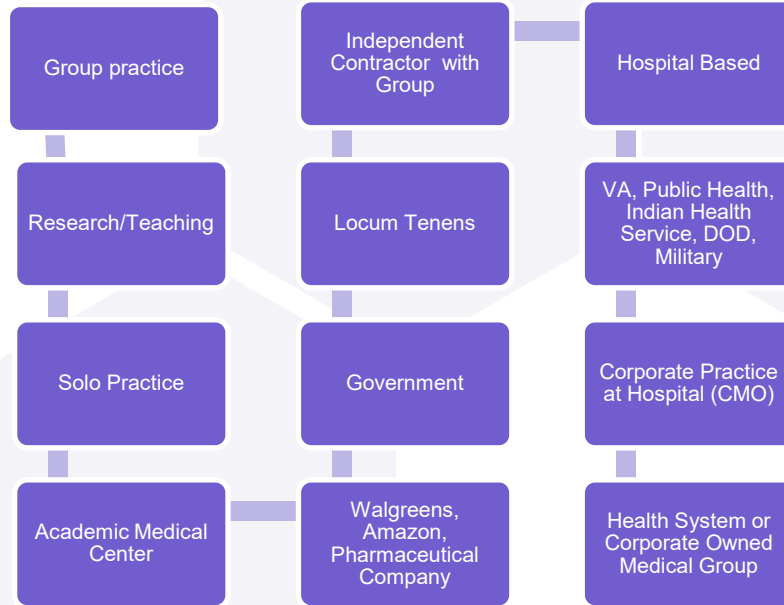 Group practice
Research/Teaching
Solo Practice
Academic Medical
Center
Walgreens,
Amazon,
Pharmaceutical
Company
Government
Locum Tenens
Independent
Contractor with
Group
Hospital Based
VA, Public Health,
Indian Health
Service, DOD,
Military
Corporate Practice
at Hospital (CMO)
Health System or
Corporate Owned
Medical Group